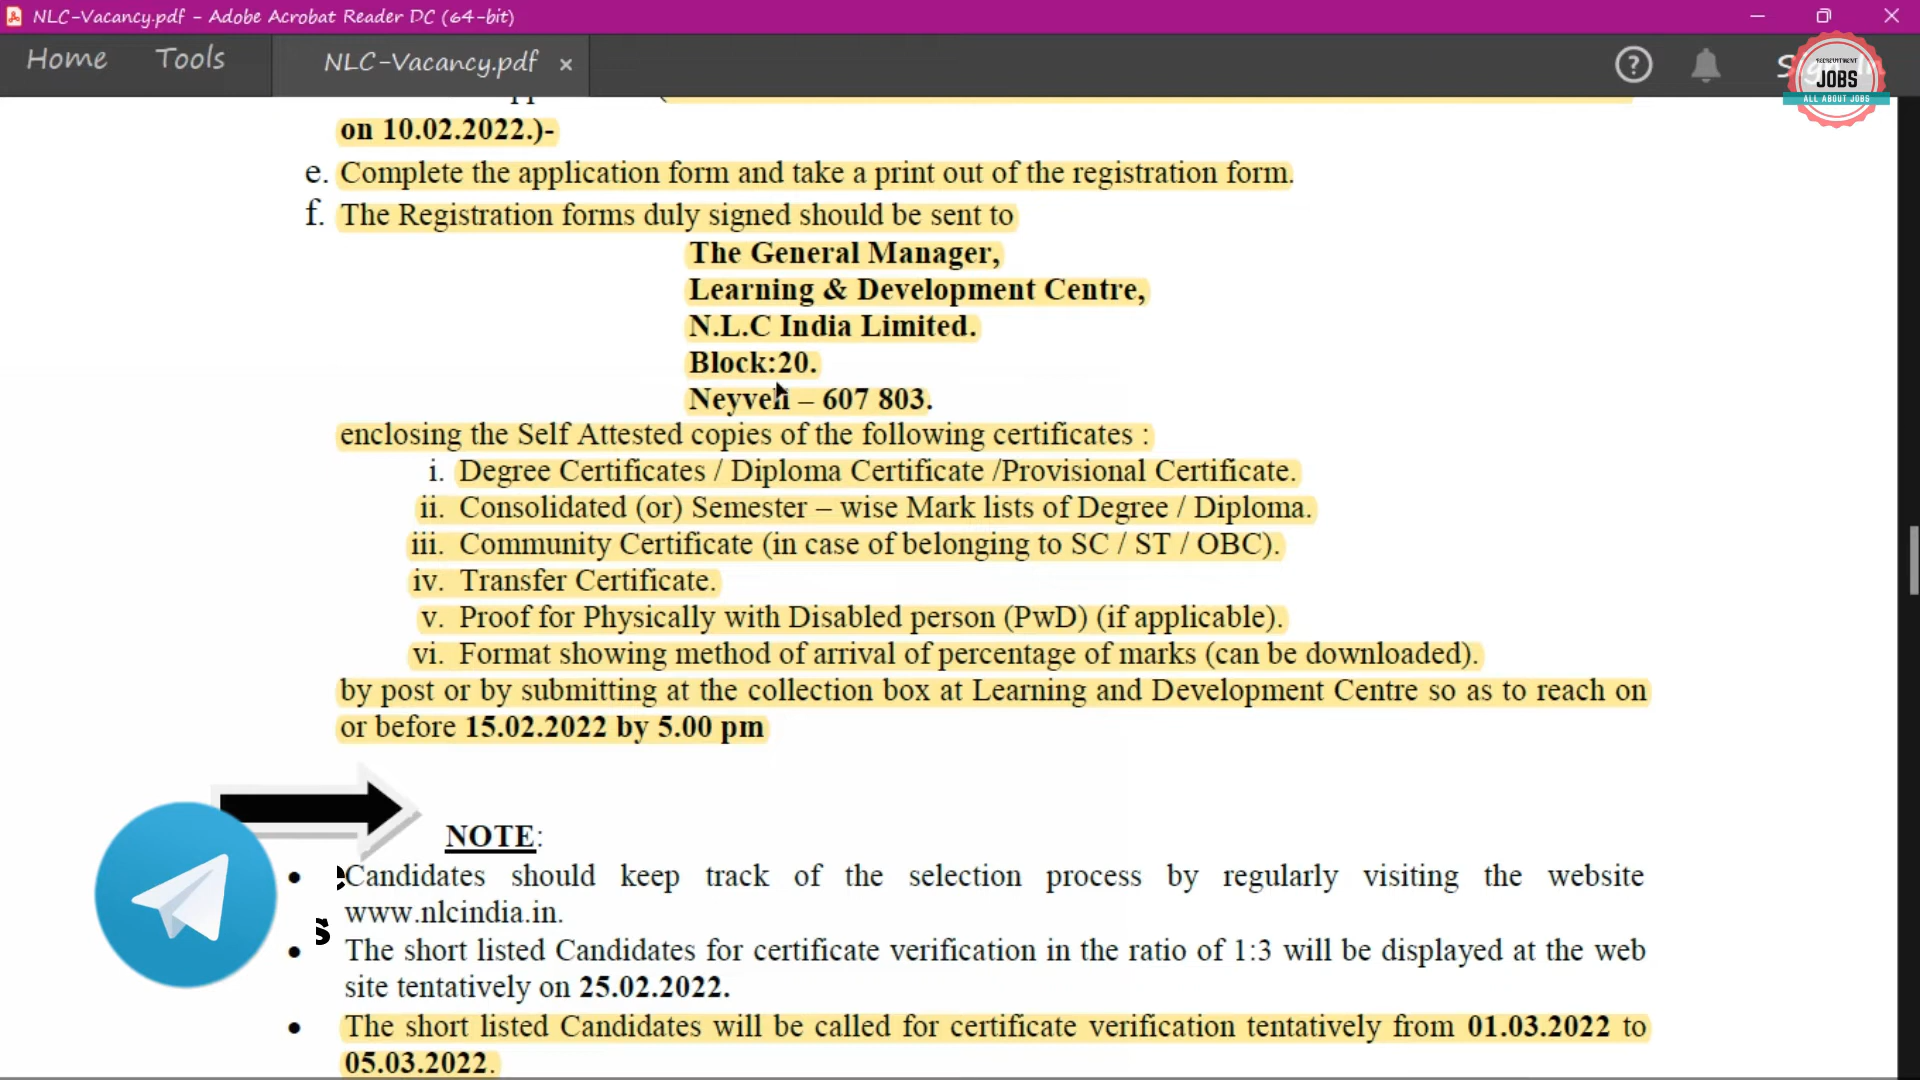 NLC-Vacancy.pdf - Adobe Acrobat Reader DC (64-bit)
Home Tools NLC-Vacancy.pdf x
RECRUITMENT
JOBS
ALL ABOUT JOBS
on 10.02.2022.)-
e. Complete the application form and take a print out of the registration form.
f. The Registration forms duly signed should be sent to
The General Manager,
Learning & Development Centre,
N.L.C India Limited.
Block:20.
Neyveli – 607 803.
enclosing the Self Attested copies of the following certificates :
i. Degree Certificates / Diploma Certificate /Provisional Certificate.
ii. Consolidated (or) Semester – wise Mark lists of Degree / Diploma.
iii. Community Certificate (in case of belonging to SC / ST / OBC).
iv. Transfer Certificate.
v. Proof for Physically with Disabled person (PwD) (if applicable).
vi. Format showing method of arrival of percentage of marks (can be downloaded).
by post or by submitting at the collection box at Learning and Development Centre so as to reach on
or before 15.02.2022 by 5.00 pm
NOTE:
• Candidates should keep track of the selection process by regularly visiting the website
www.nlcindia.in.
• The short listed Candidates for certificate verification in the ratio of 1:3 will be displayed at the web
site tentatively on 25.02.2022.
• The short listed Candidates will be called for certificate verification tentatively from 01.03.2022 to
05.03.2022.